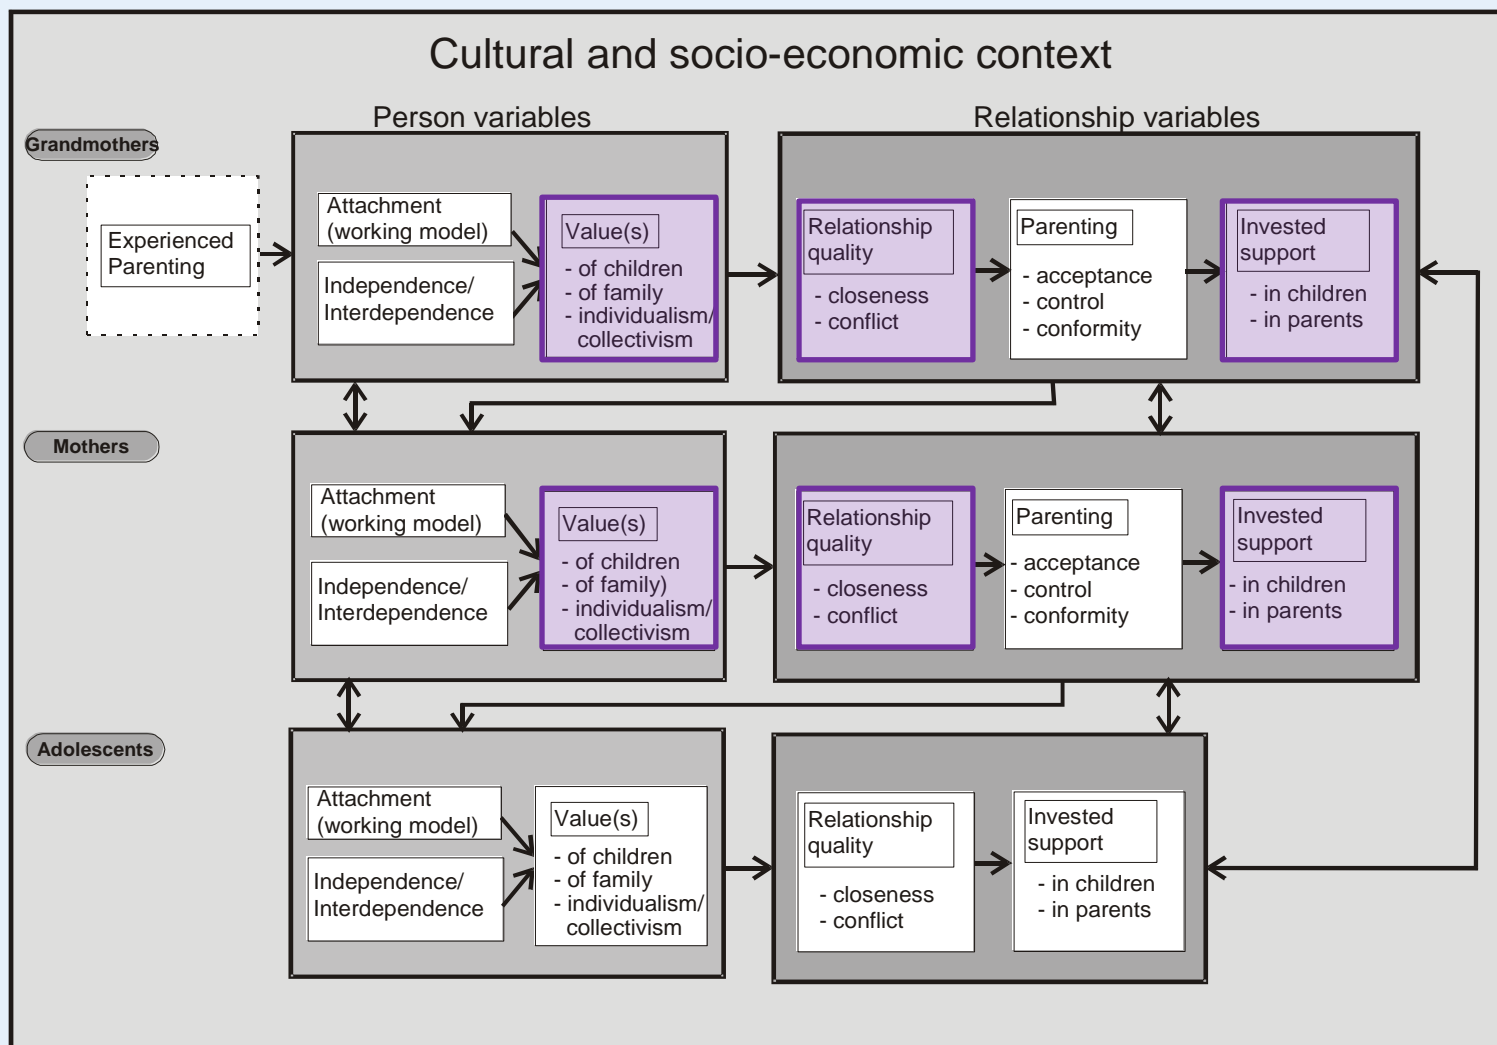 Cultural and socio-economic context
Person variables
Relationship variables
Grandmothers
Experienced
Parenting
Attachment
(working model)
Independence/
Interdependence
Value(s)
- of children
- of family
- individualism/
collectivism
Relationship
quality
- closeness
- conflict
Parenting
- acceptance
- control
- conformity
Invested
support
- in children
- in parents
Mothers
Attachment
(working model)
Independence/
Interdependence
Value(s)
- of children
- of family)
- individualism/
collectivism
Relationship
quality
- closeness
- conflict
Parenting
- acceptance
- control
- conformity
Invested
support
- in children
- in parents
Adolescents
Attachment
(working model)
Independence/
Interdependence
Value(s)
- of children
- of family
- individualism/
collectivism
Relationship
quality
- closeness
- conflict
Invested
support
- in children
- in parents